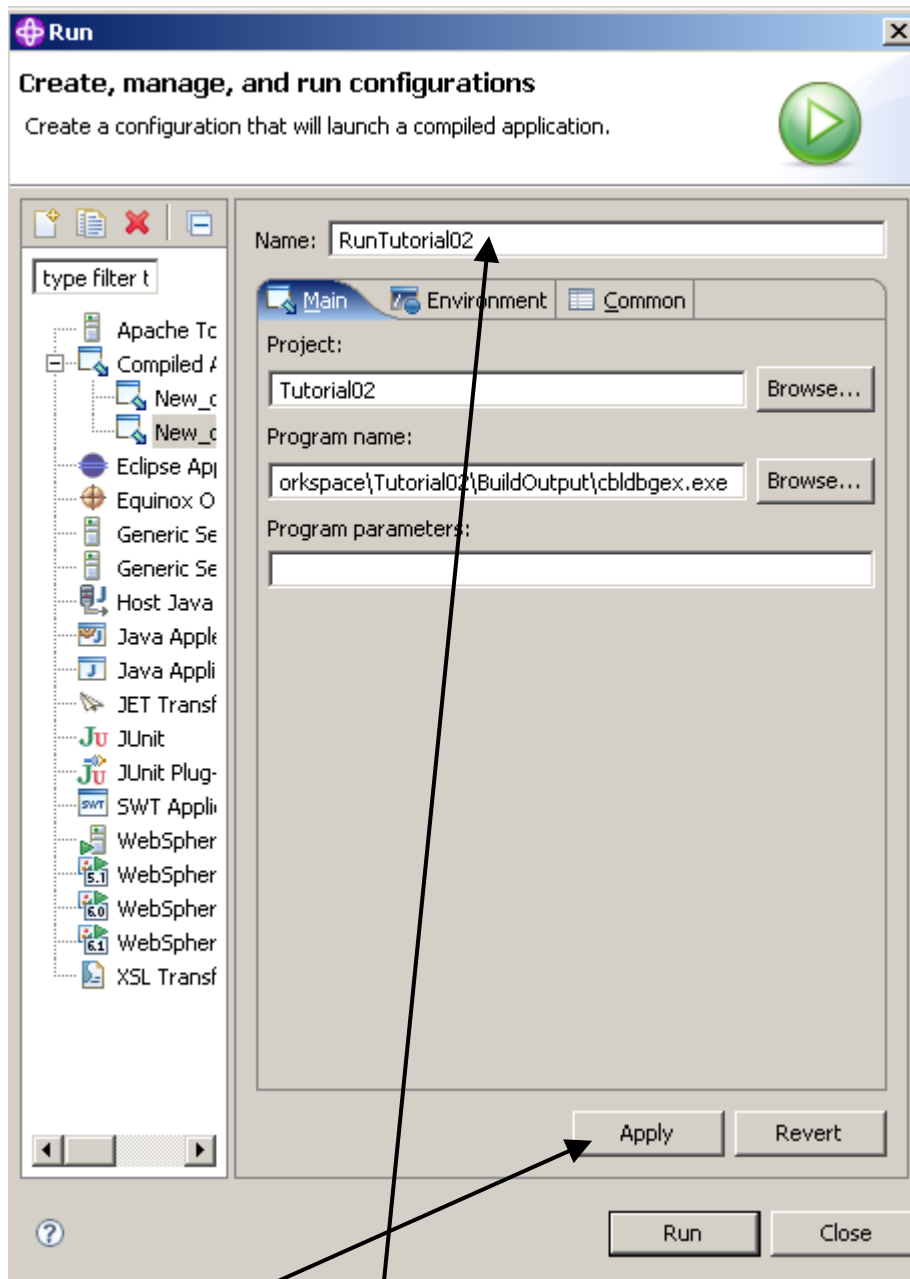 Run
Create, manage, and run configurations
Create a configuration that will launch a compiled application.
type filter t
Apache Tc
Compiled A
New_c
New_c
Eclipse App
Equinox O
Generic Se
Generic Se
Host Java
Java Apple
Java Appli
JET Transf
JUnit
JUnit Plug-
SWT Appli
WebSpher
WebSpher
WebSpher
WebSpher
XSL Transf
Name: RunTutorial02
Main Environment Common
Project:
Tutorial02 Browse...
Program name:
orkspace\Tutorial02\BuildOutput\cbldbgex.exe Browse...
Program parameters:
Apply Revert
Run Close